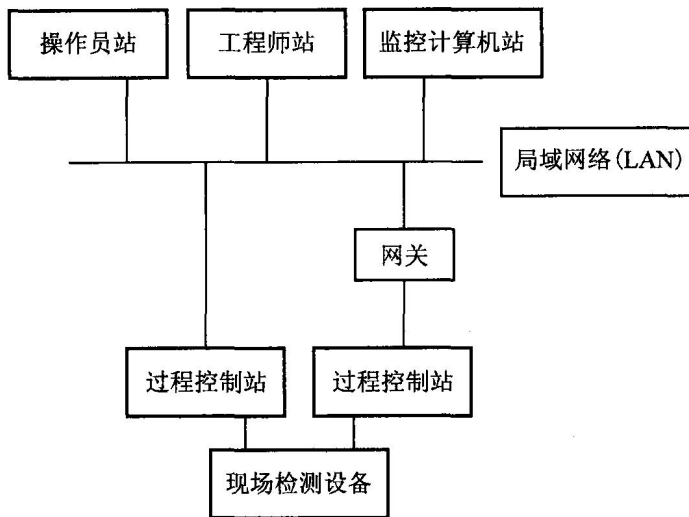 操作员站
工程师站
监控计算机站
局域网络(LAN)
网关
过程控制站
过程控制站
现场检测设备